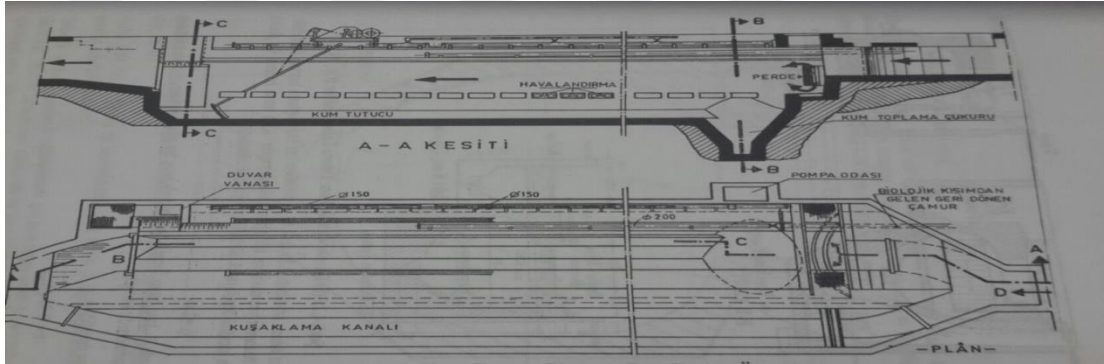 C
B
PERDE
HAVALANDIRMA
KUM TUTUCU
KUM TOPLAMA ÇUKURU
C
A-A KESİTİ
B
DUVAR
VANASI
Ø150
Ø150
POMPA ODASI
BİOLOJİK KISIMDAN
GELEN GERİ DÖNEN
ÇAMUR
Ø200
C
B
A
A
D
KUŞAKLAMA KANALI
-PLÂN-